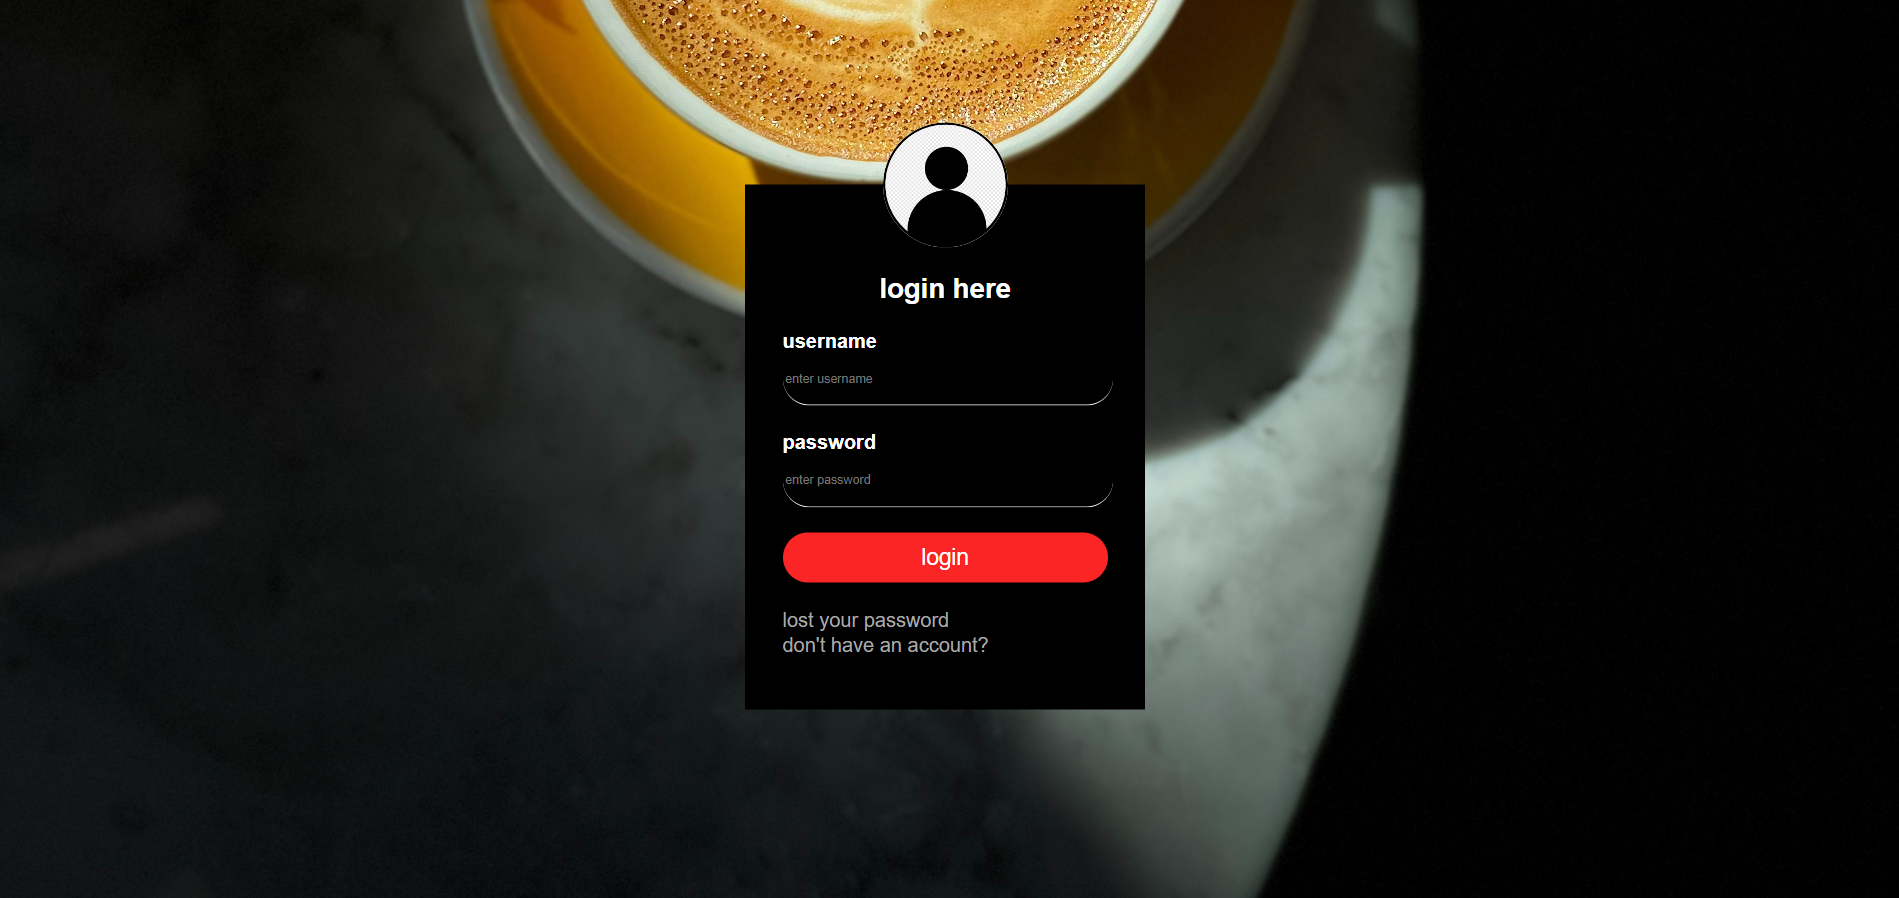 login here
username
enter username
password
enter password
login
lost your password
don't have an account?